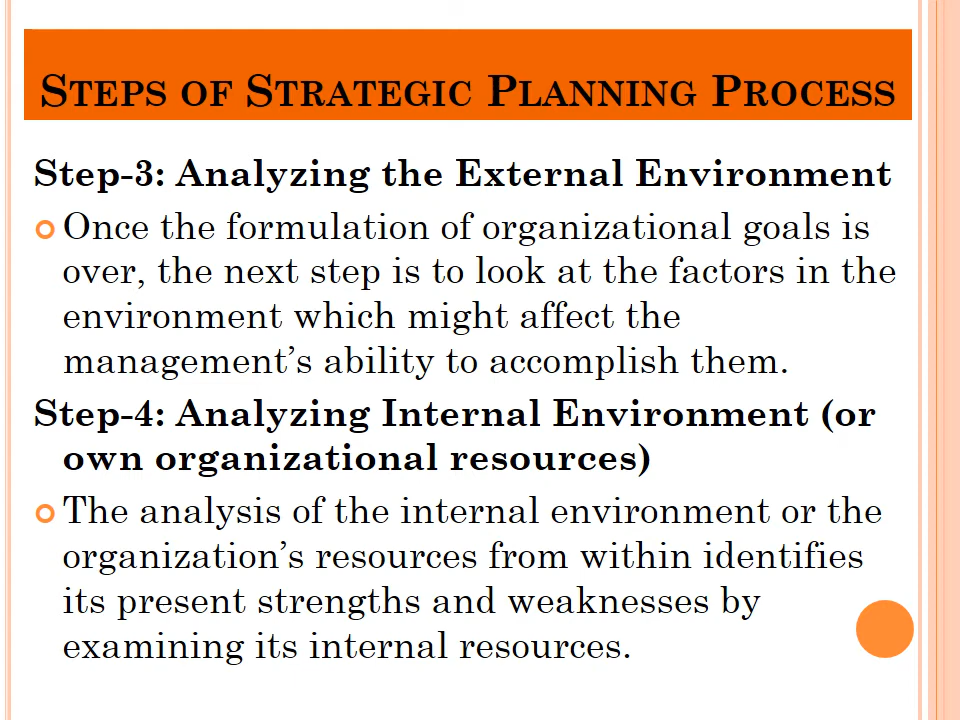 Steps of Strategic Planning Process
Step-3: Analyzing the External Environment
Once the formulation of organizational goals is
over, the next step is to look at the factors in the
environment which might affect the
management’s ability to accomplish them.
Step-4: Analyzing Internal Environment (or
own organizational resources)
The analysis of the internal environment or the
organization’s resources from within identifies
its present strengths and weaknesses by
examining its internal resources.